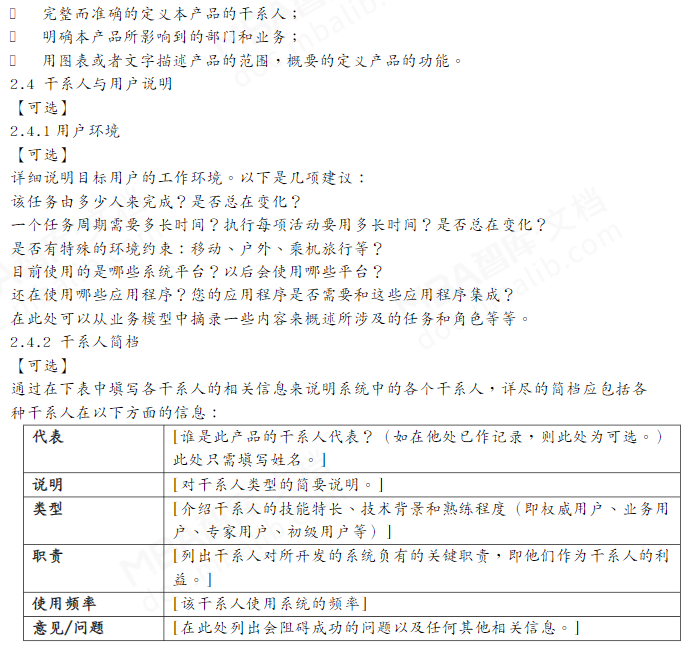 完整而准确的定义本产品的干系人；
明确本产品所影响到的部门和业务；
用图表或者文字描述产品的范围，概要的定义产品的功能。
2.4 干系人与用户说明
【可选】
2.4.1用户环境
【可选】
详细说明目标用户的工作环境。以下是几项建议：
该任务由多少人来完成？是否总在变化？
一个任务周期需要多长时间？执行每项活动要用多长时间？是否总在变化？
是否有特殊的环境约束：移动、户外、乘机旅行等？
目前使用的是哪些系统平台？以后会使用哪些平台？
还在使用哪些应用程序？您的应用程序是否需要和这些应用程序集成？
在此处可以从业务模型中摘录一些内容来概述所涉及的任务和角色等等。
2.4.2 干系人简档
【可选】
通过在下表中填写各干系人的相关信息来说明系统中的各个干系人，详尽的简档应包括各
种干系人在以下方面的信息：
代表 [谁是此产品的干系人代表？（如在他处已作记录，则此处为可选。）
此处只需填写姓名。]
说明 [对干系人类型的简要说明。]
类型 [介绍干系人的技能特长、技术背景和熟练程度（即权威用户、业务用
户、专家用户、初级用户等）]
职责 [列出干系人对所开发的系统负有的关键职责，即他们作为干系人的利
益。]
使用频率 [该干系人使用系统的频率]
意见/问题 [在此处列出会阻碍成功的问题以及任何其他相关信息。]